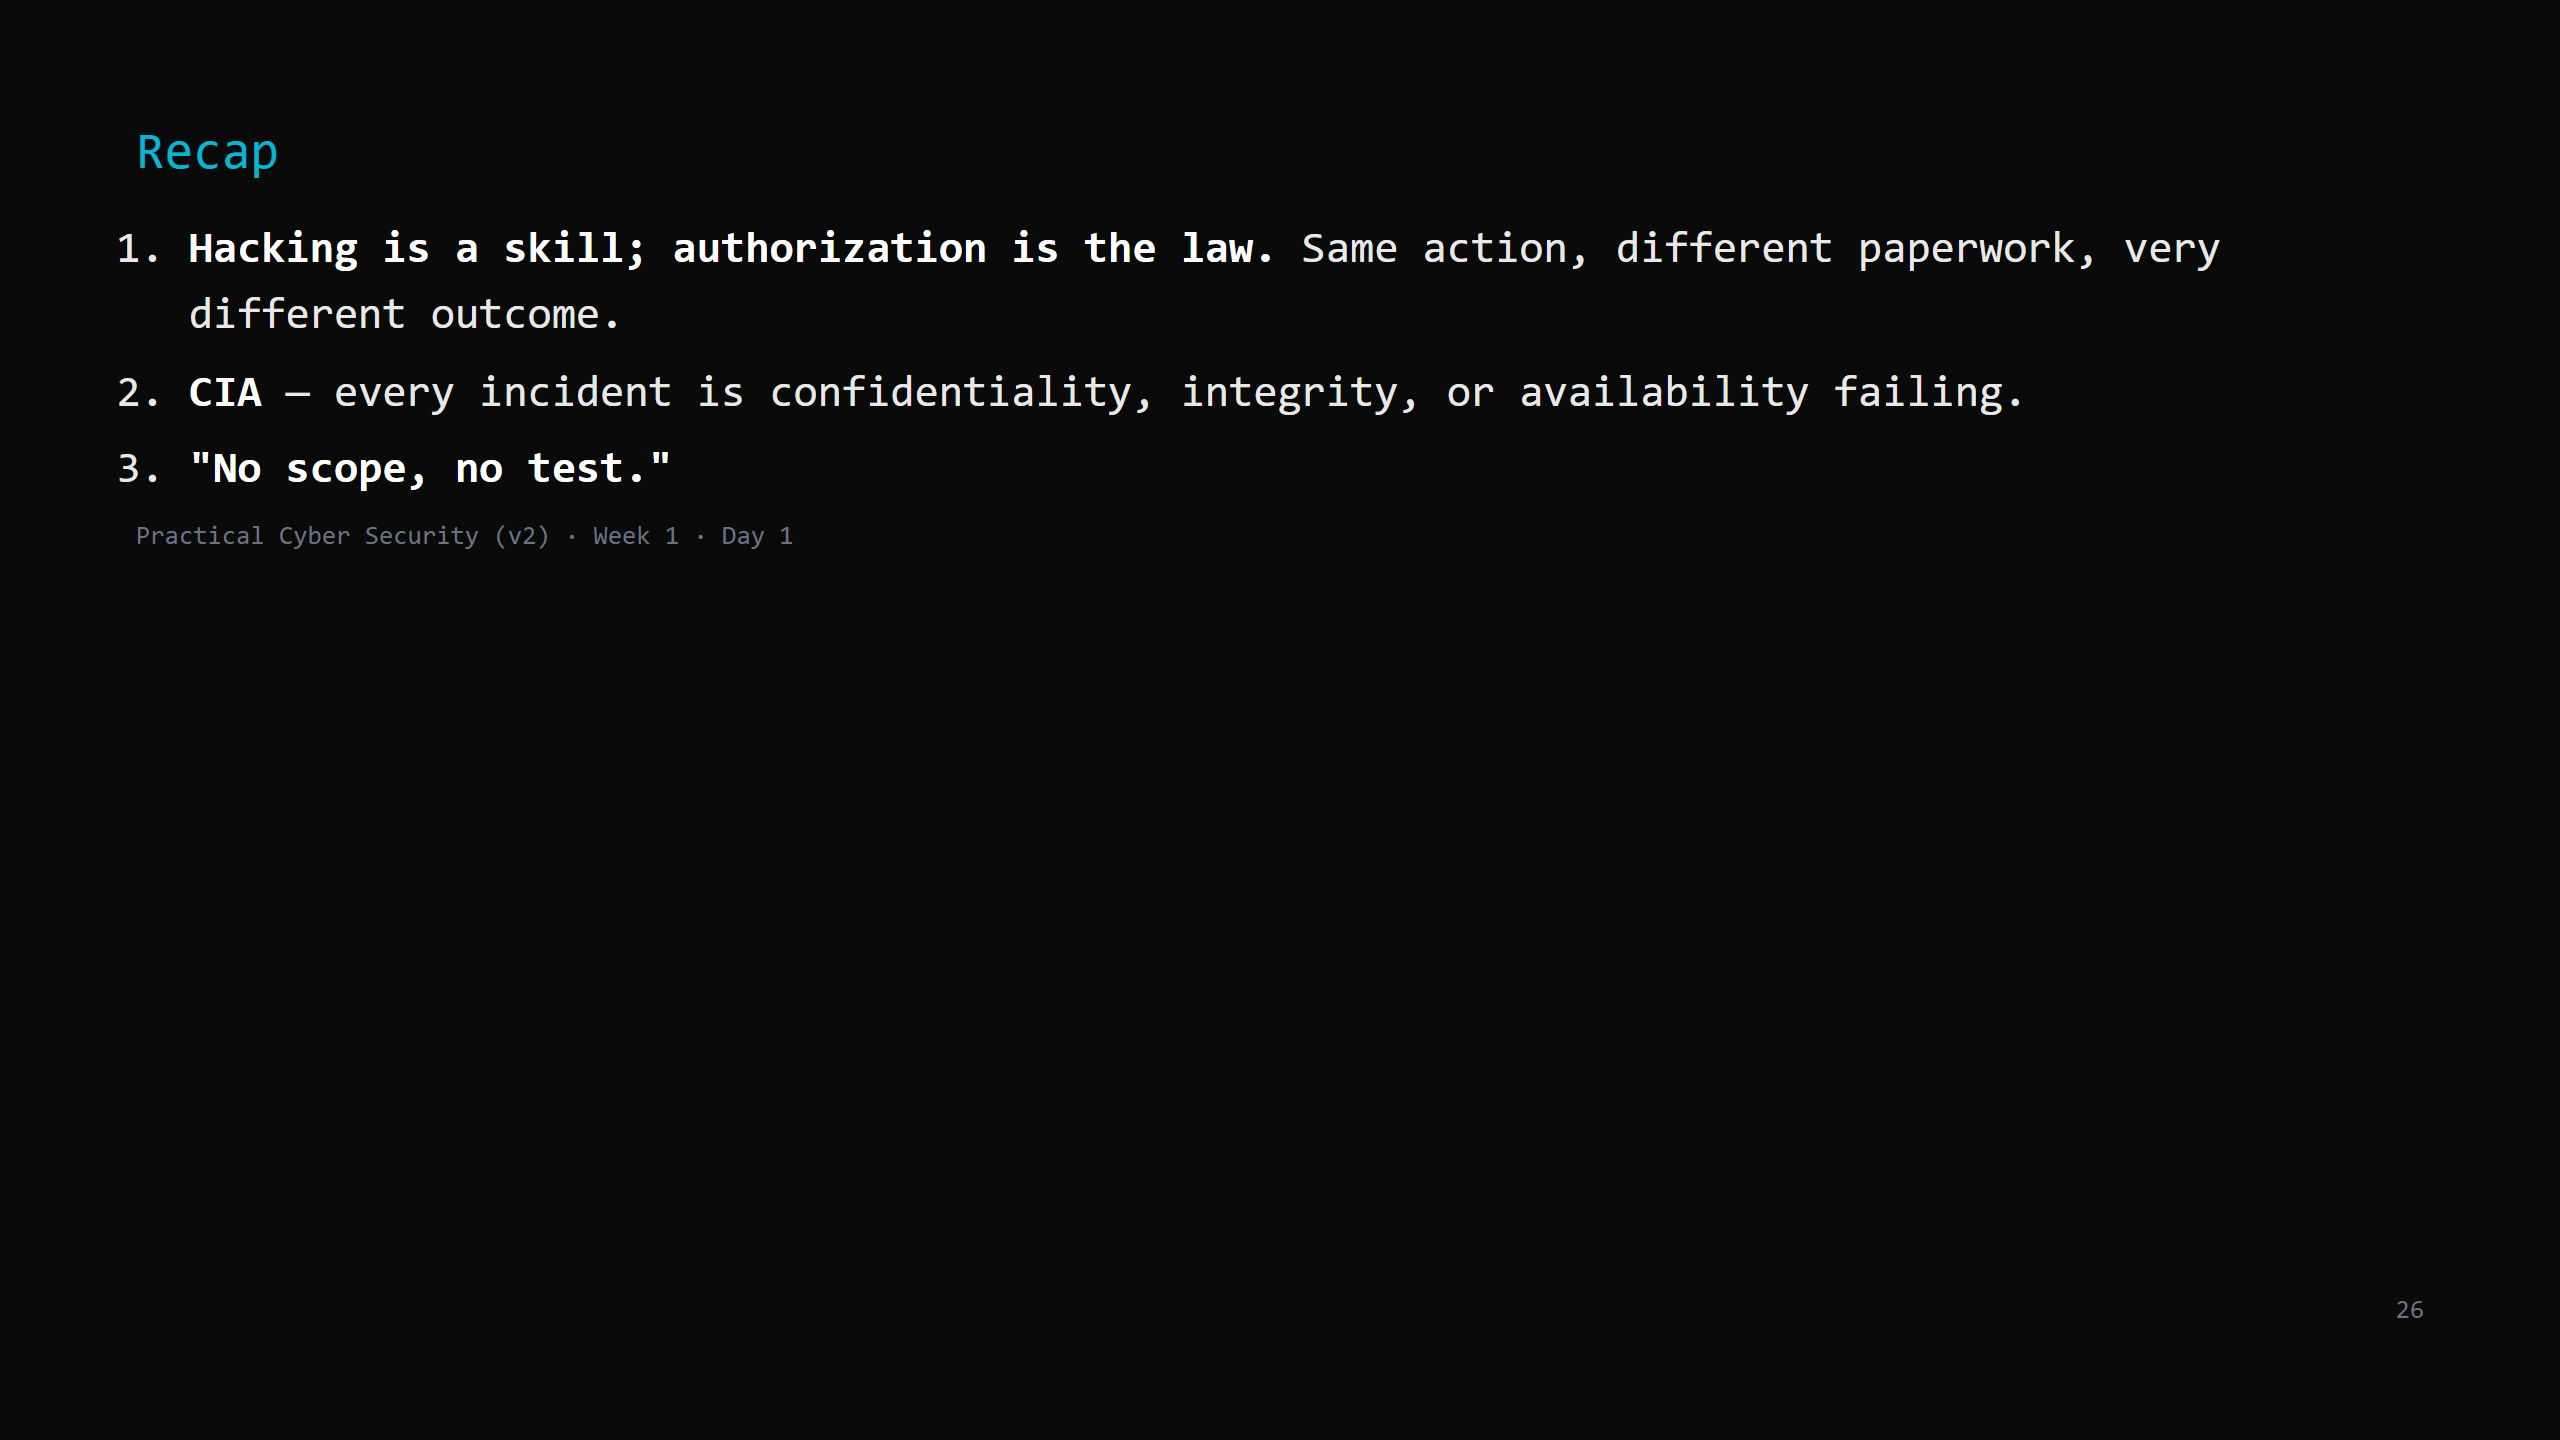 Recap
1. Hacking is a skill; authorization is the law. Same action, different paperwork, very
different outcome.
2. CIA – every incident is confidentiality, integrity, or availability failing.
3. "No scope, no test."
Practical Cyber Security (v2) · Week 1 · Day 1
26